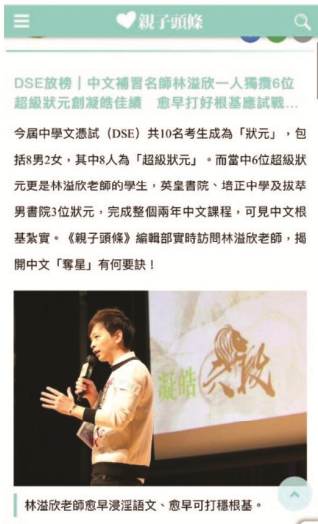 親子頭條
DSE放榜｜中文補習名師林溢欣一人獨攬6位
超級狀元創凝皓佳績　愈早打好根基應試戰…
今屆中學文憑試（DSE）共10名考生成為「狀元」，包
括8男2女，其中8人為「超級狀元」。而當中6位超級狀
元更是林溢欣老師的學生，英皇書院、培正中學及拔萃
男書院3位狀元，完成整個兩年中文課程，可見中文根
基紮實。《親子頭條》編輯部實時訪問林溢欣老師，揭
開中文「奪星」有何要訣！
凝皓
林溢欣老師愈早浸淫語文、愈早可打穩根基。